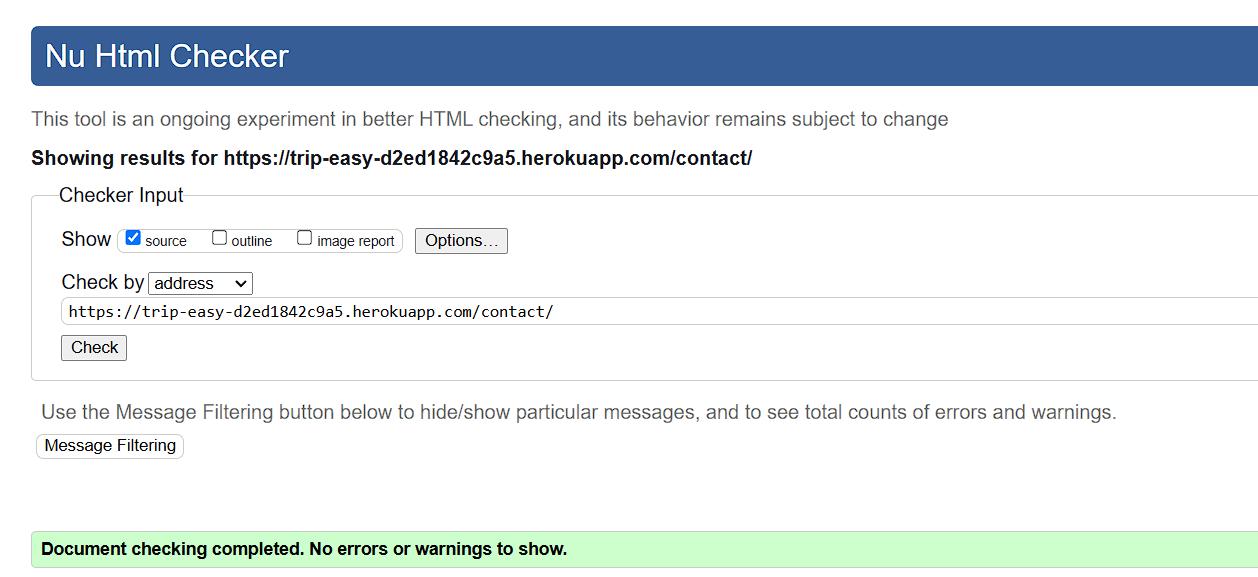 Nu Html Checker
This tool is an ongoing experiment in better HTML checking, and its behavior remains subject to change
Showing results for https://trip-easy-d2ed1842c9a5.herokuapp.com/contact/
Checker Input
Show source outline image report Options...
Check by address
https://trip-easy-d2ed1842c9a5.herokuapp.com/contact/
Check
Use the Message Filtering button below to hide/show particular messages, and to see total counts of errors and warnings.
Message Filtering
Document checking completed. No errors or warnings to show.